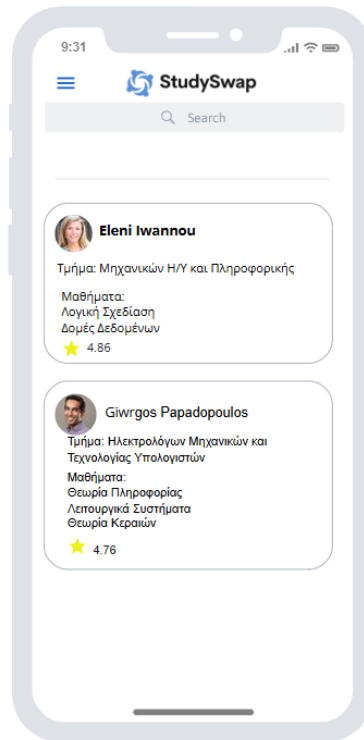 9:31
StudySwap
Search
Eleni Iwannou
Τμήμα: Μηχανικών Η/Υ και Πληροφορικής
Μαθήματα:
Λογική Σχεδίαση
Δομές Δεδομένων
4.86
Giwrgos Papadopoulos
Τμήμα: Ηλεκτρολόγων Μηχανικών και
Τεχνολογίας Υπολογιστών
Μαθήματα:
Θεωρία Πληροφορίας
Λειτουργικά Συστήματα
Θεωρία Κεραιών
4.76